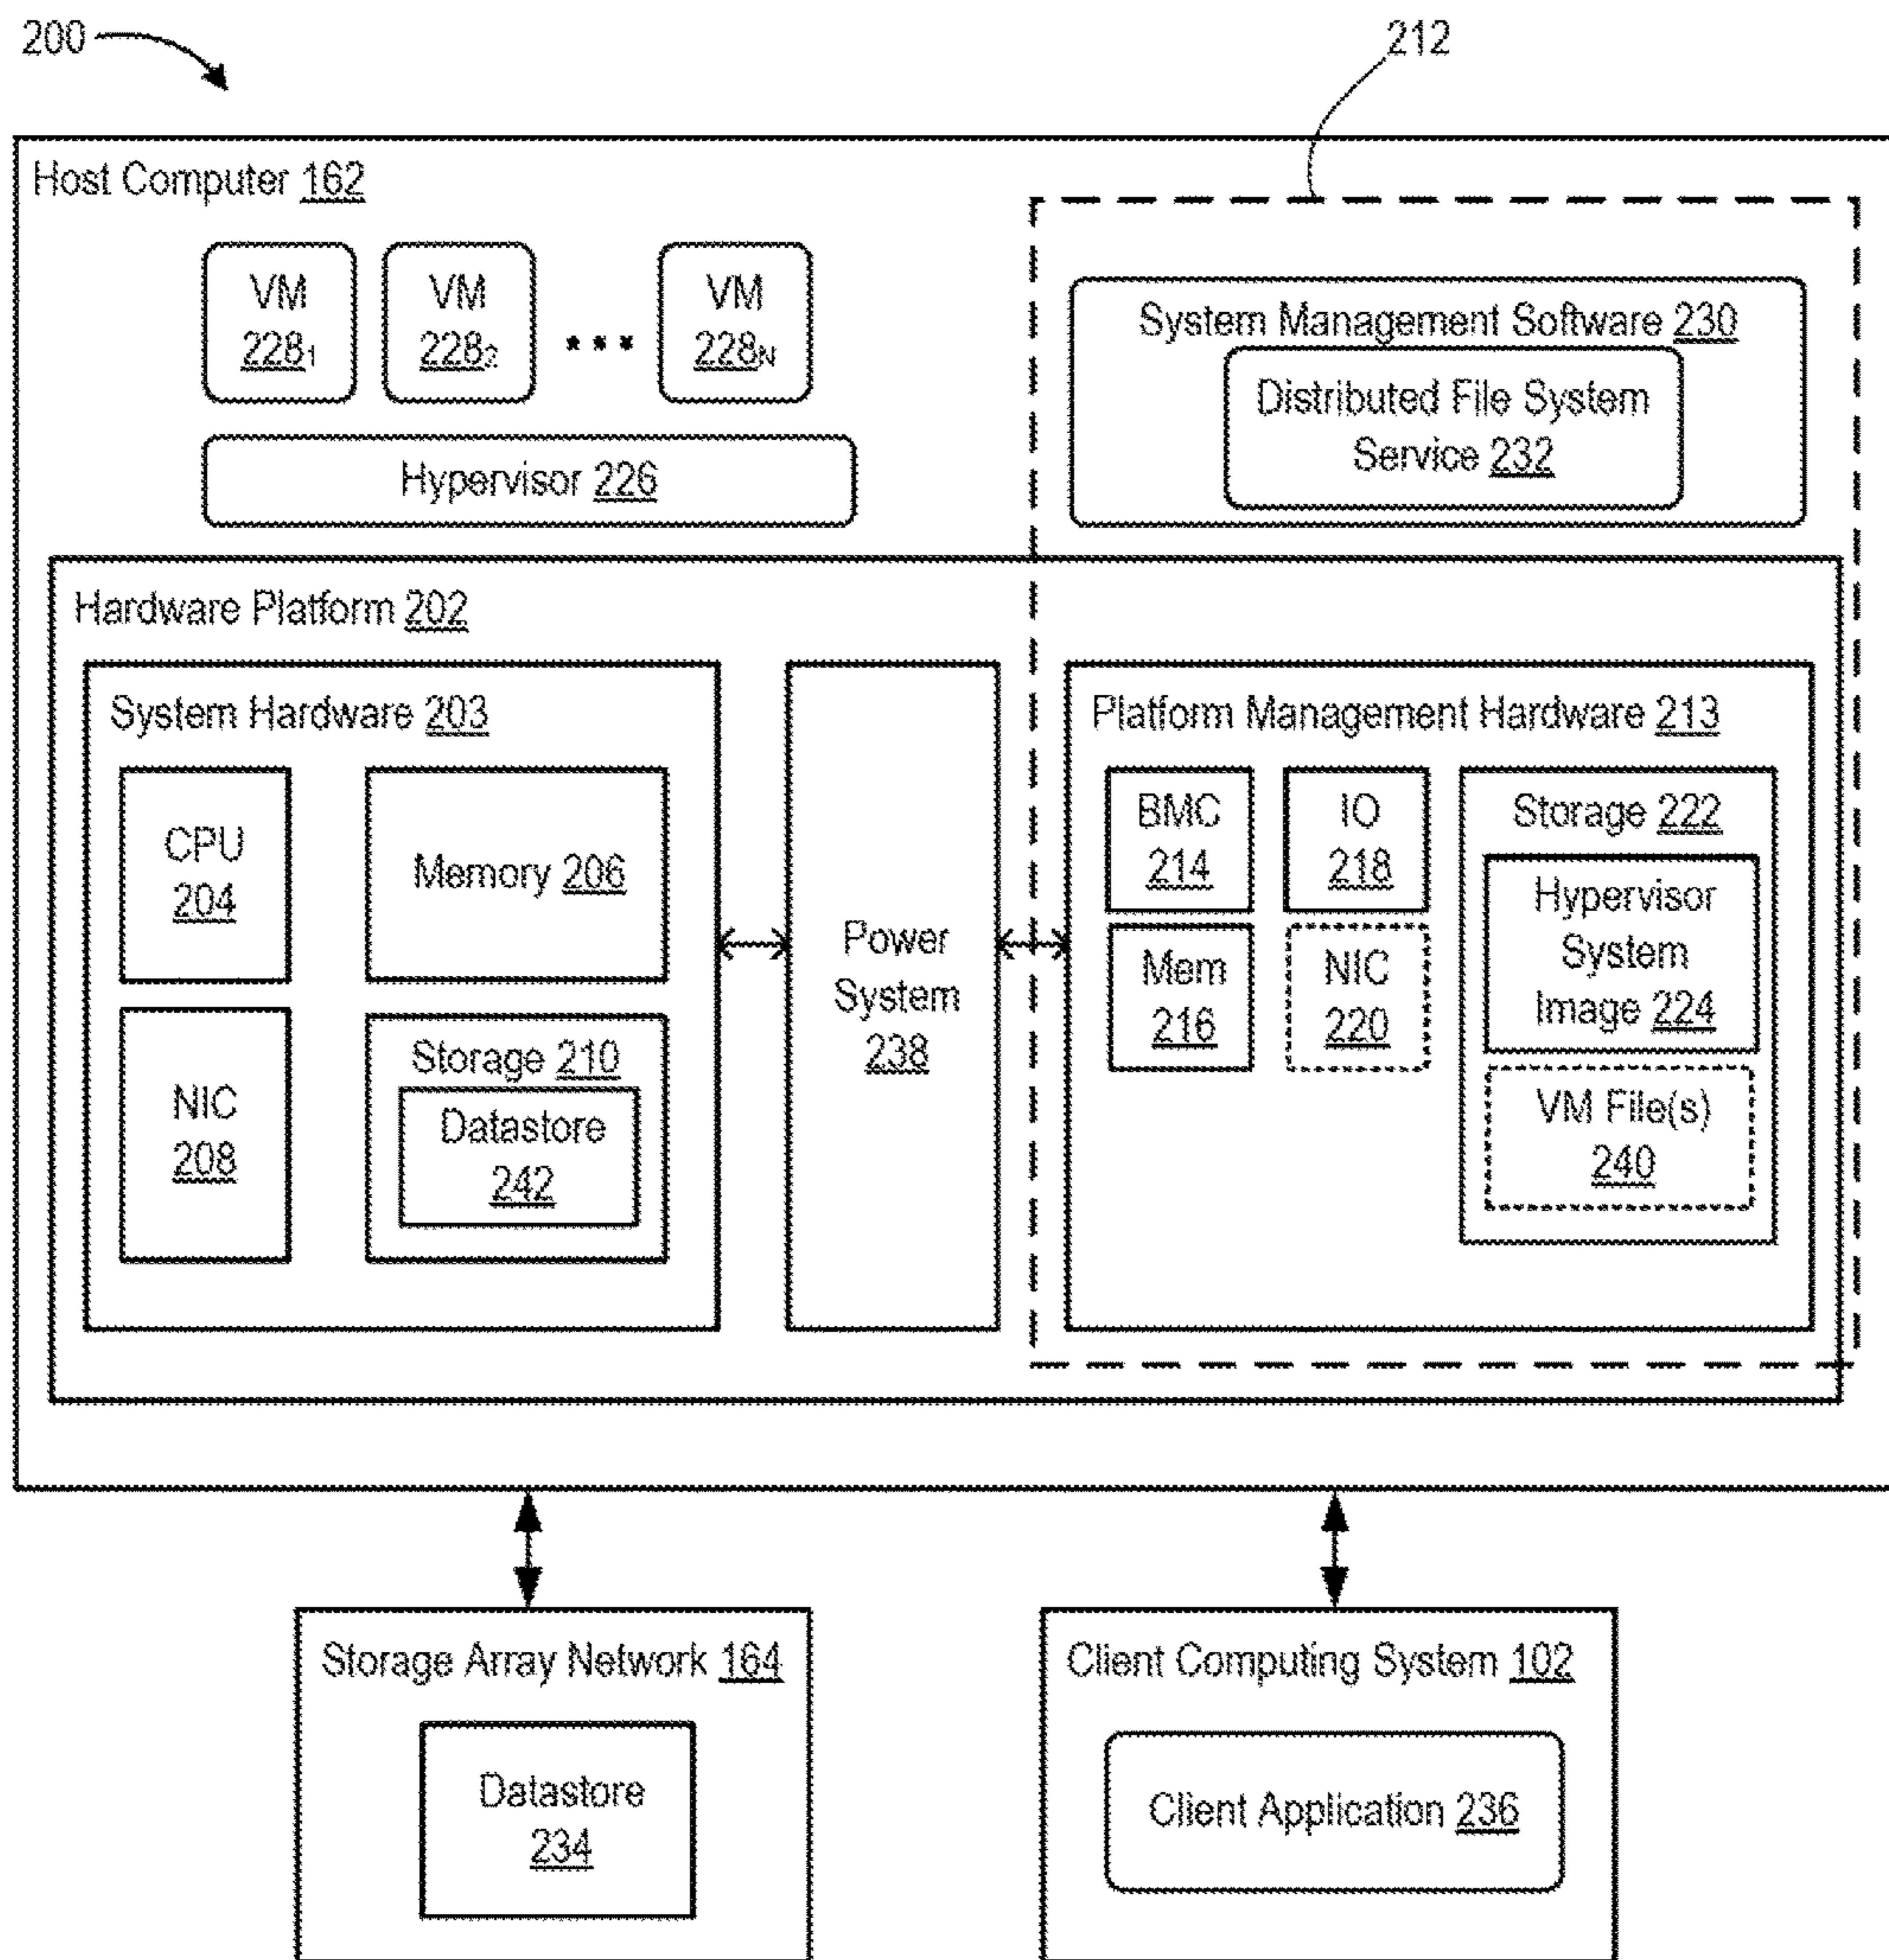 200
212
Host Computer 162
VM
228₁
VM
228₂
...
VM
228N
System Management Software 230
Distributed File System
Service 232
Hypervisor 226
Hardware Platform 202
System Hardware 203
CPU
204
Memory 206
NIC
208
Storage 210
Datastore
242
Power
System
238
Platform Management Hardware 213
BMC
214
IO
218
Mem
216
NIC
220
Storage 222
Hypervisor
System
Image 224
VM File(s)
240
Storage Array Network 164
Datastore
234
Client Computing System 102
Client Application 236